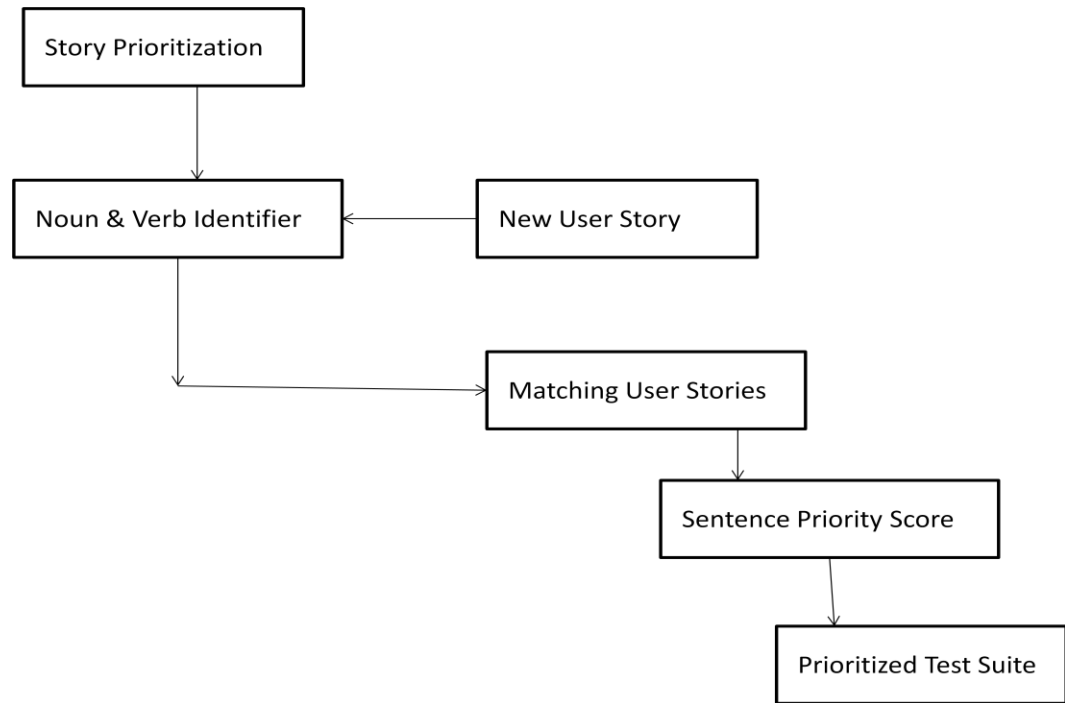 Story Prioritization
Noun & Verb Identifier
New User Story
Matching User Stories
Sentence Priority Score
Prioritized Test Suite